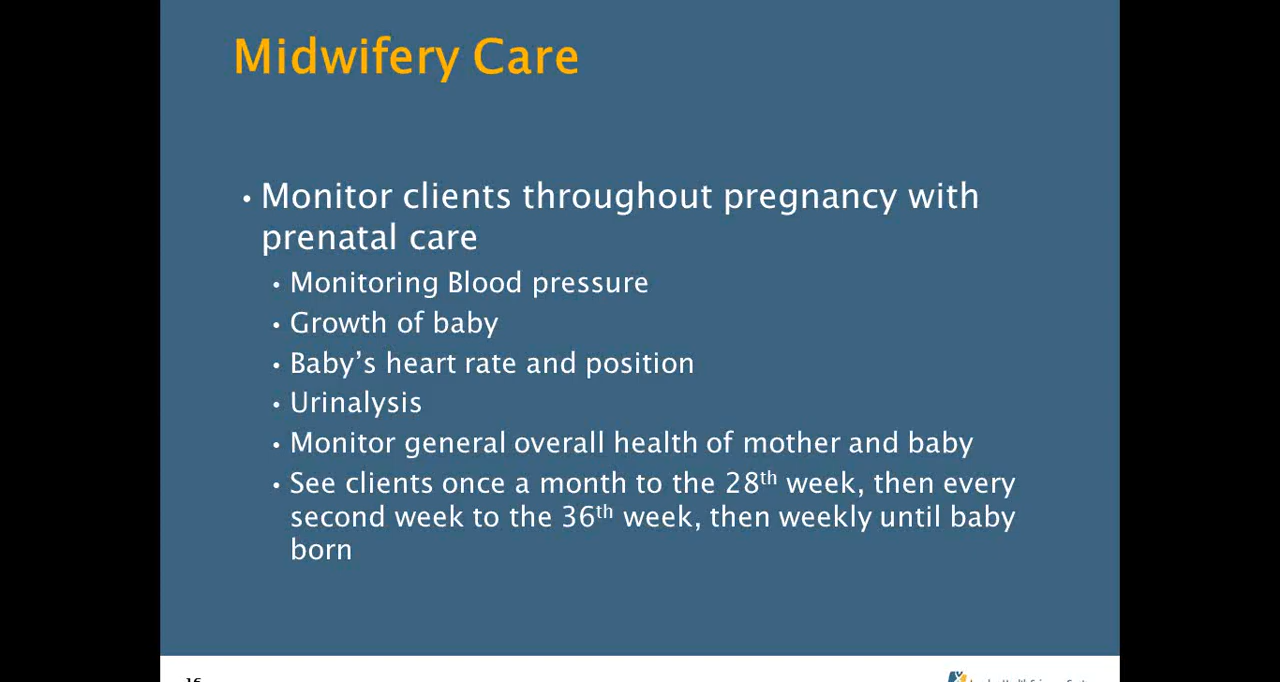 Midwifery Care
• Monitor clients throughout pregnancy with
prenatal care
• Monitoring Blood pressure
• Growth of baby
• Baby’s heart rate and position
• Urinalysis
• Monitor general overall health of mother and baby
• See clients once a month to the 28th week, then every
second week to the 36th week, then weekly until baby
born